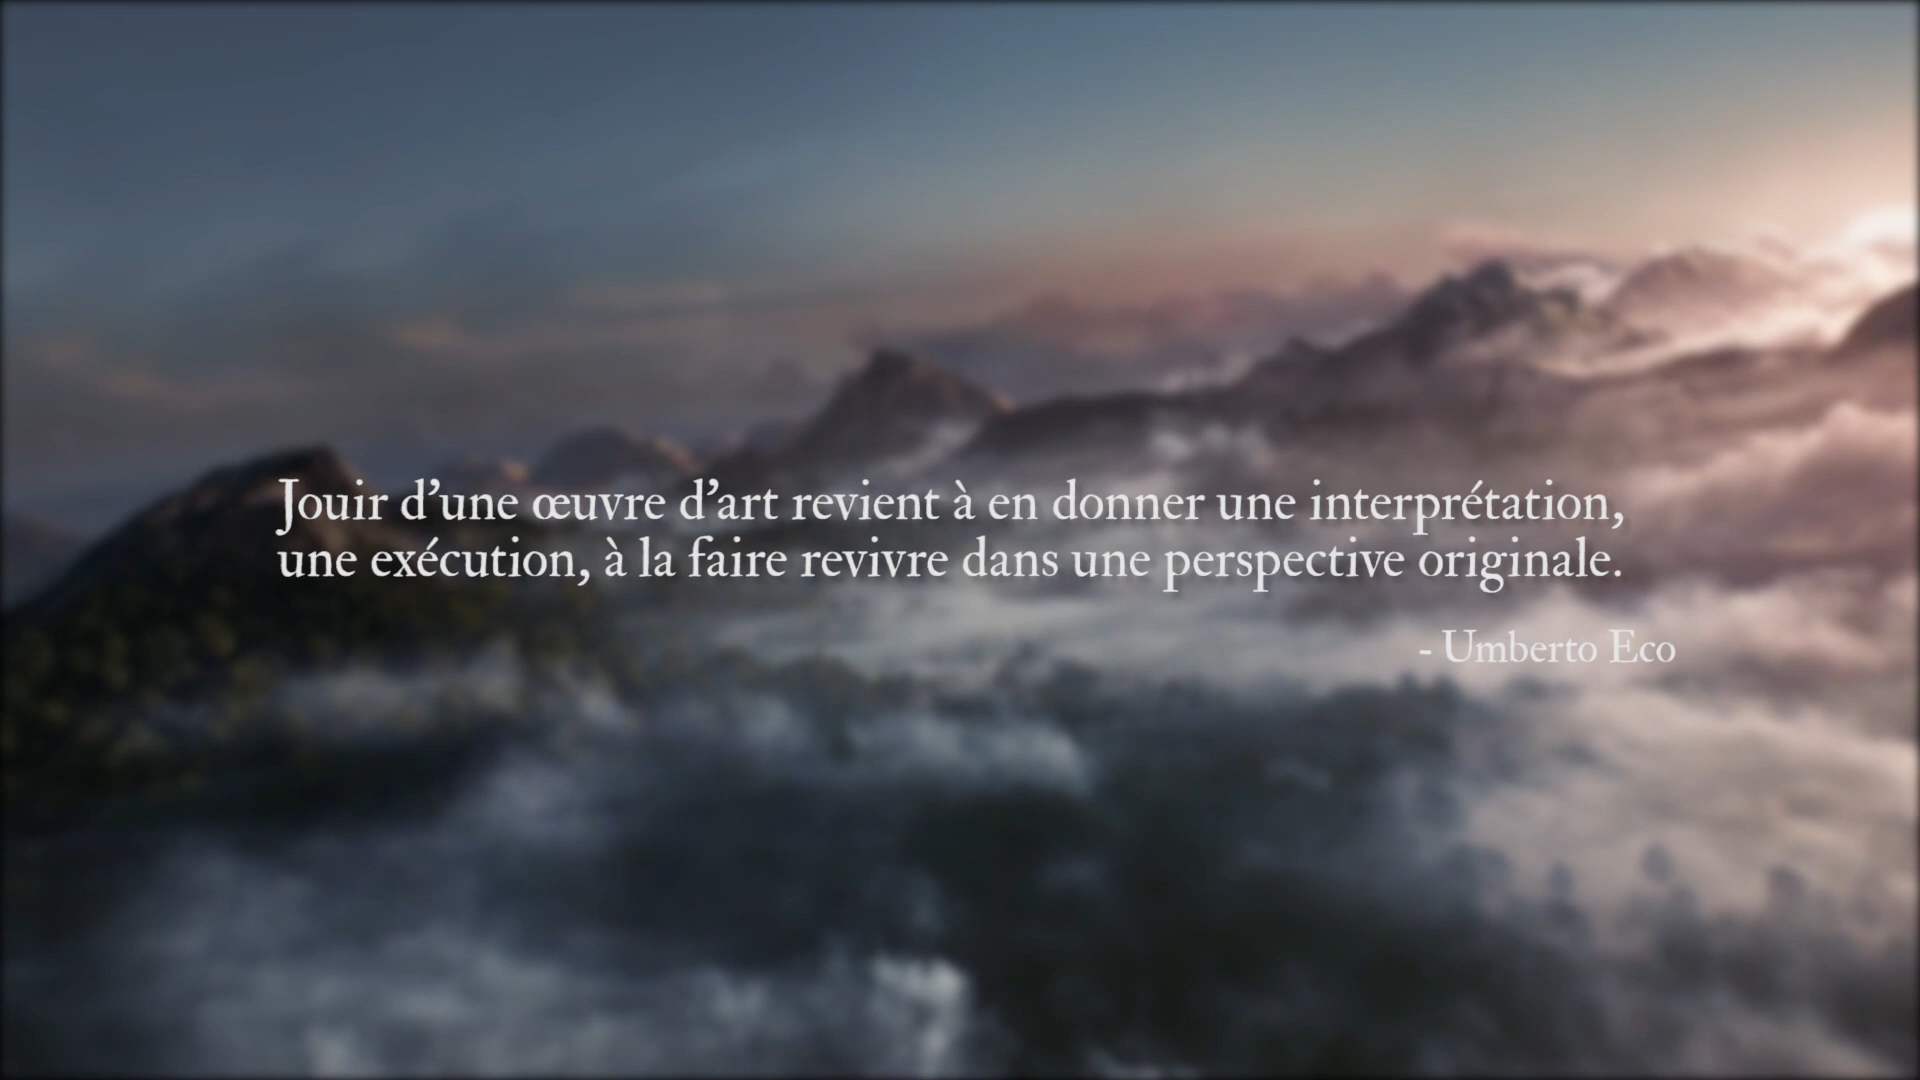 Jouir d’une œuvre d’art revient à en donner une interprétation,
une exécution, à la faire revivre dans une perspective originale.
- Umberto Eco